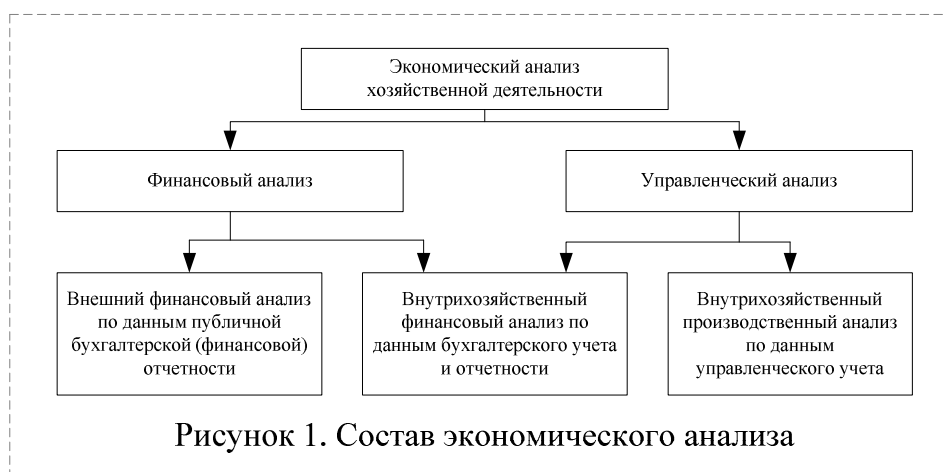 Экономический анализ
хозяйственной деятельности
Финансовый анализ
Управленческий анализ
Внешний финансовый анализ
по данным публичной
бухгалтерской (финансовой)
отчетности
Внутрихозяйственный
финансовый анализ по
данным бухгалтерского учета
и отчетности
Внутрихозяйственный
производственный анализ
по данным
управленческого учета
Рисунок 1. Состав экономического анализа